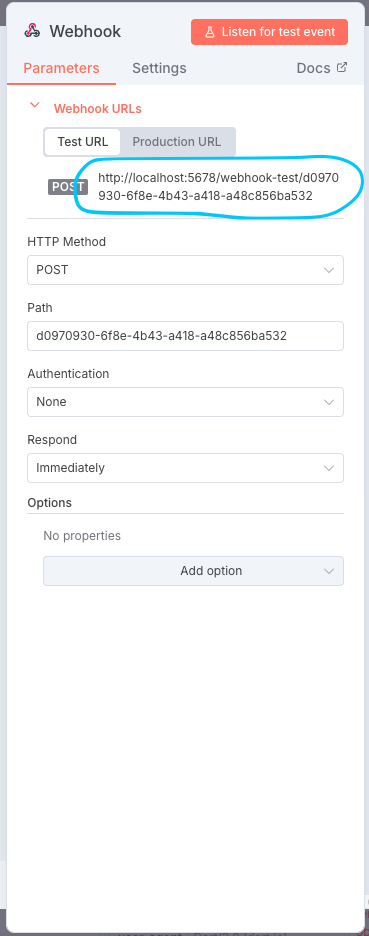 Webhook
Listen for test event
Parameters
Settings
Docs
Webhook URLs
Test URL
Production URL
POST
http://localhost:5678/webhook-test/d0970
930-6f8e-4b43-a418-a48c856ba532
HTTP Method
POST
Path
d0970930-6f8e-4b43-a418-a48c856ba532
Authentication
None
Respond
Immediately
Options
No properties
Add option